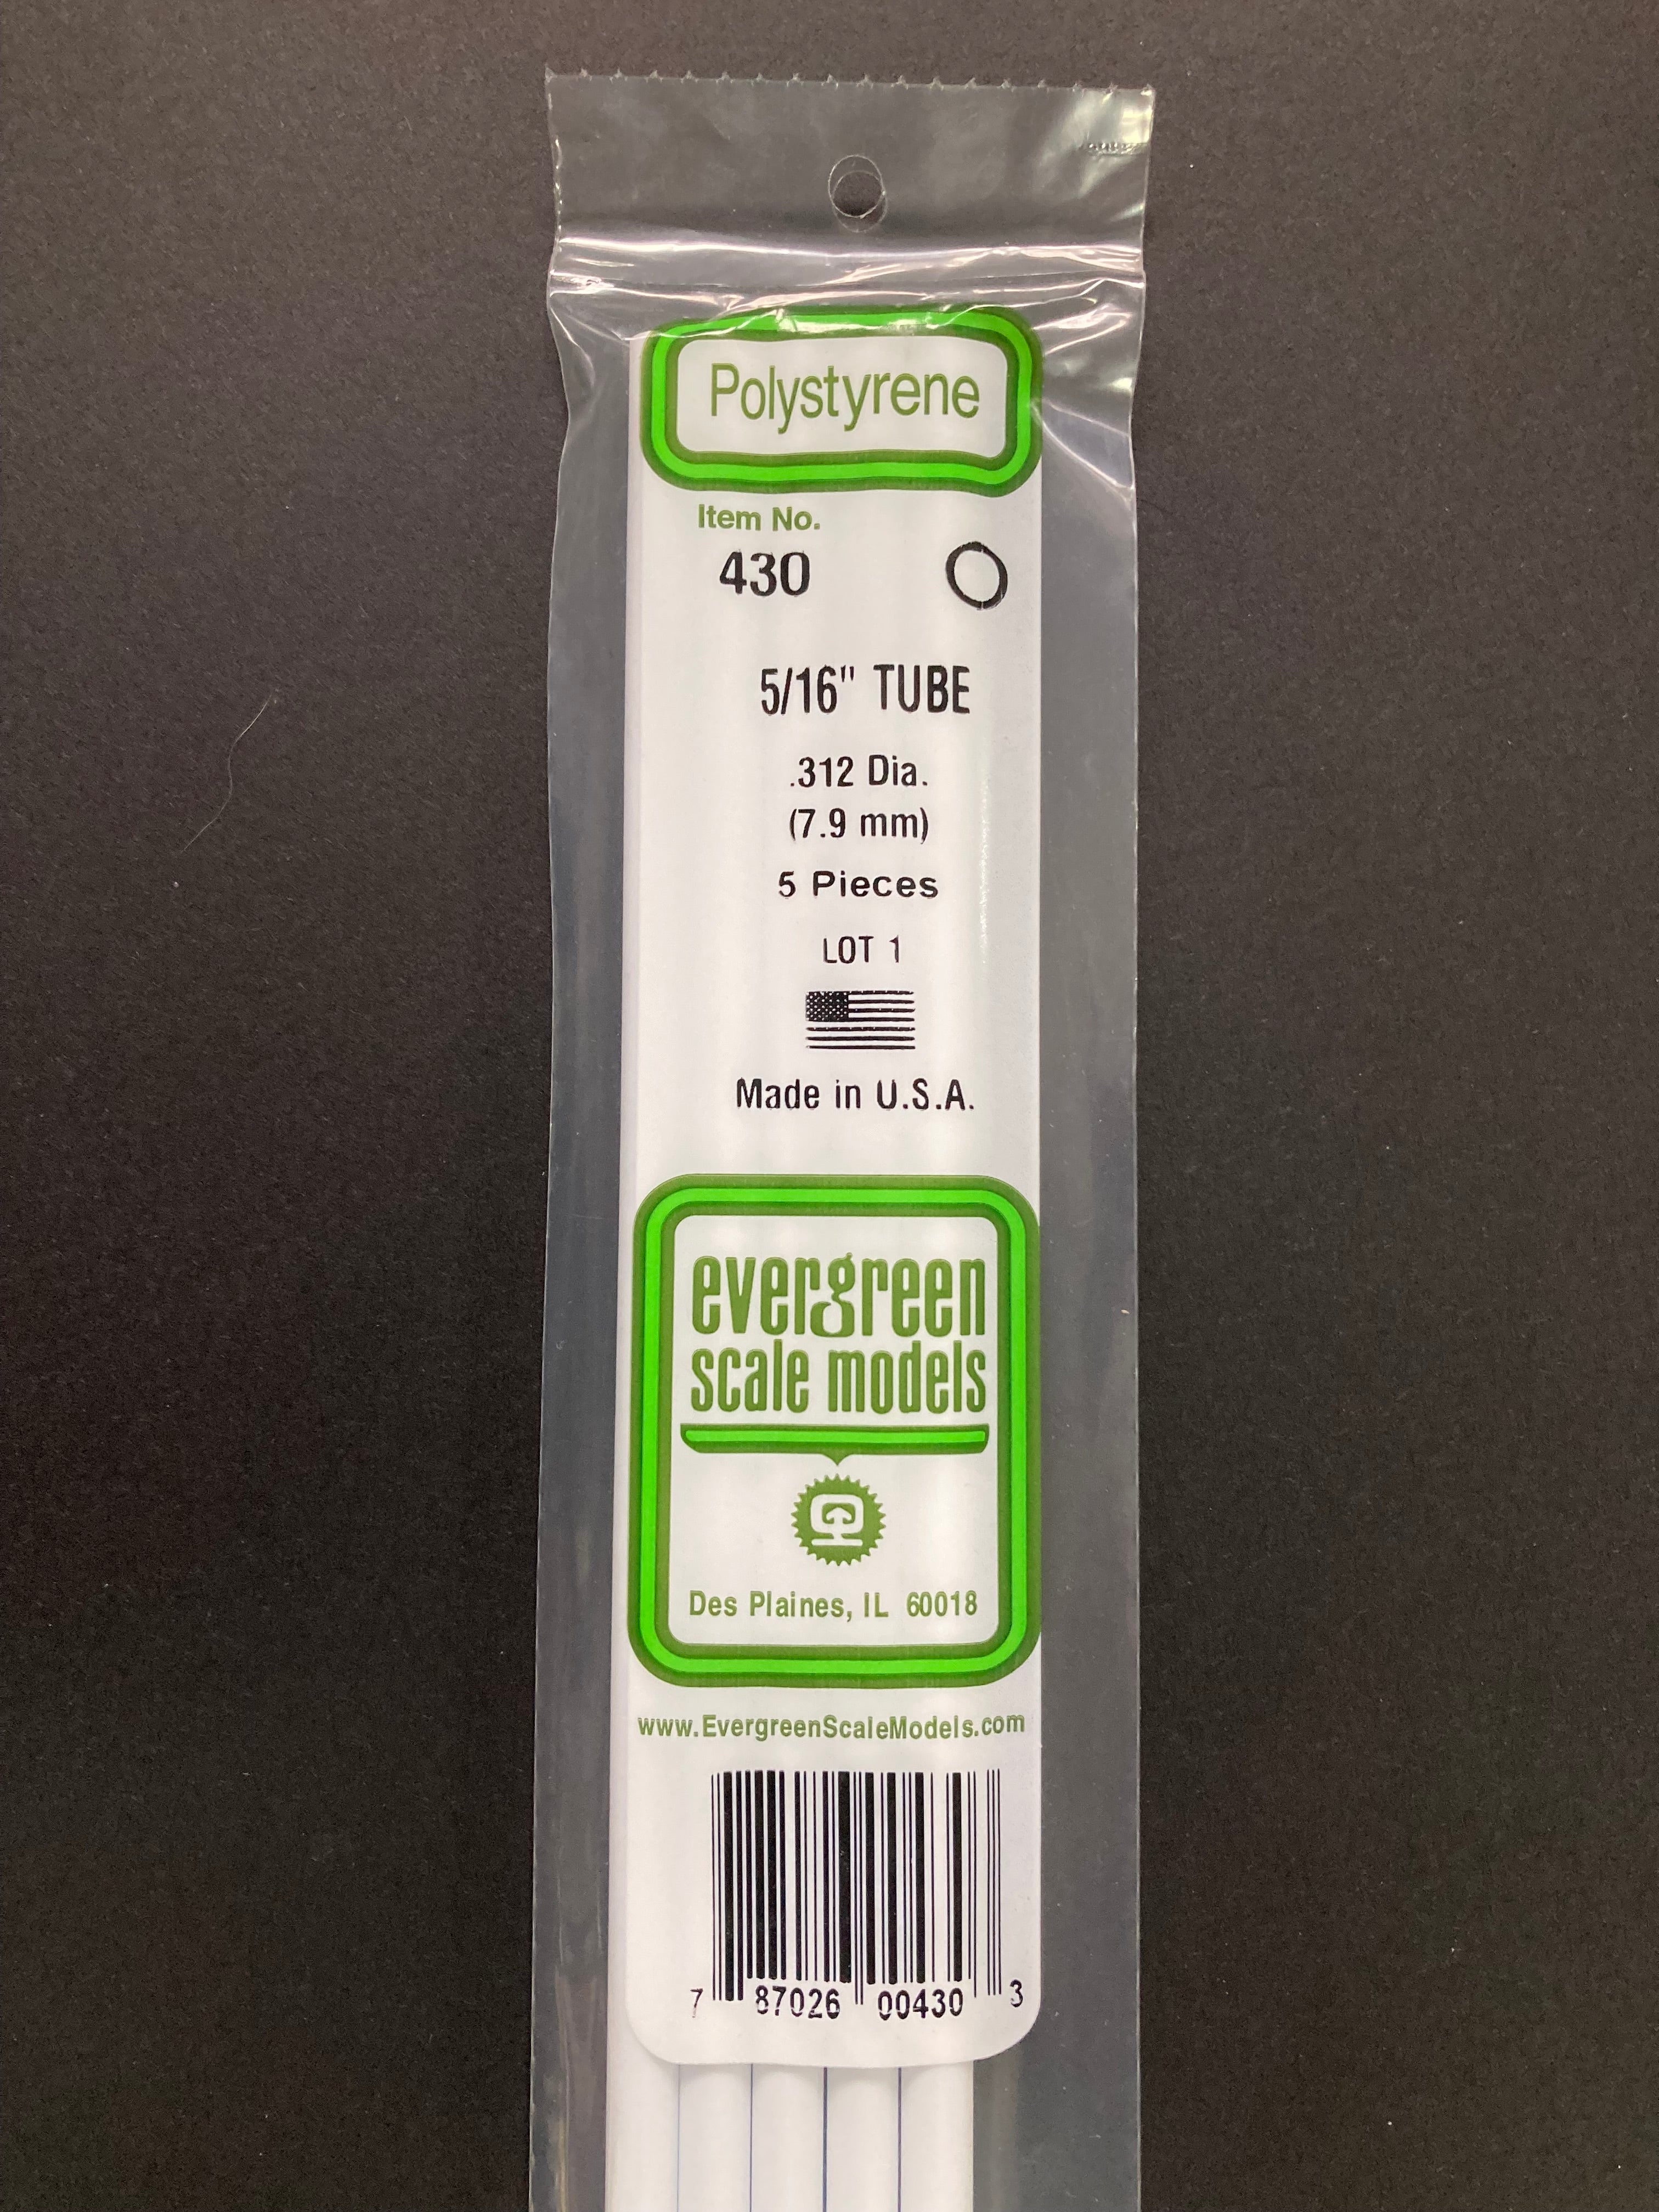 Polystyrene
Item No.
430
5/16" TUBE
.312 Dia.
(7.9 mm)
5 Pieces
LOT 1
Made in U.S.A.
evergreen
scale models
Des Plaines, IL 60018
www.EvergreenScaleModels.com
7 87026 00430 3